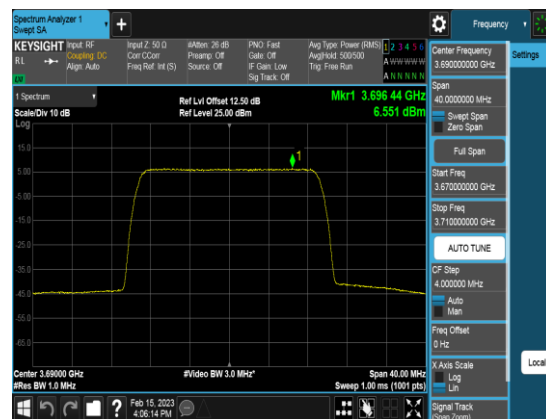 Spectrum Analyzer 1
Swept SA
+
Frequency
KEYSIGHT
RL
Input: RF
Coupling: DC
Align: Auto
Input Z: 50 Ω
Corr CCorr
Freq Ref: Int (S)
#Atten: 26 dB
Preamp: Off
Source: Off
PNO: Fast
Gate: Off
IF Gain: Low
Sig Track: Off
Avg Type: Power (RMS)
Avg|Hold: 500/500
Trig: Free Run
1 2 3 4 5 6
A W W W W W
A N N N N N
1 Spectrum
Scale/Div 10 dB
Log
Ref Lvl Offset 12.50 dB
Ref Level 25.00 dBm
Mkr1 3.696 44 GHz
6.551 dBm
15.0
5.00
-5.00
-15.0
-25.0
-35.0
-45.0
-55.0
-65.0
1
Center 3.69000 GHz
#Res BW 1.0 MHz
#Video BW 3.0 MHz*
Span 40.00 MHz
Sweep 1.00 ms (1001 pts)
Feb 15, 2023
4:06:14 PM
?
Center Frequency
3.690000000 GHz
Span
40.0000000 MHz
Swept Span
Zero Span
Full Span
Start Freq
3.670000000 GHz
Stop Freq
3.710000000 GHz
AUTO TUNE
CF Step
4.000000 MHz
Auto
Man
Freq Offset
0 Hz
X Axis Scale
Log
Lin
Signal Track
(Span Zoom)
Settings
Local